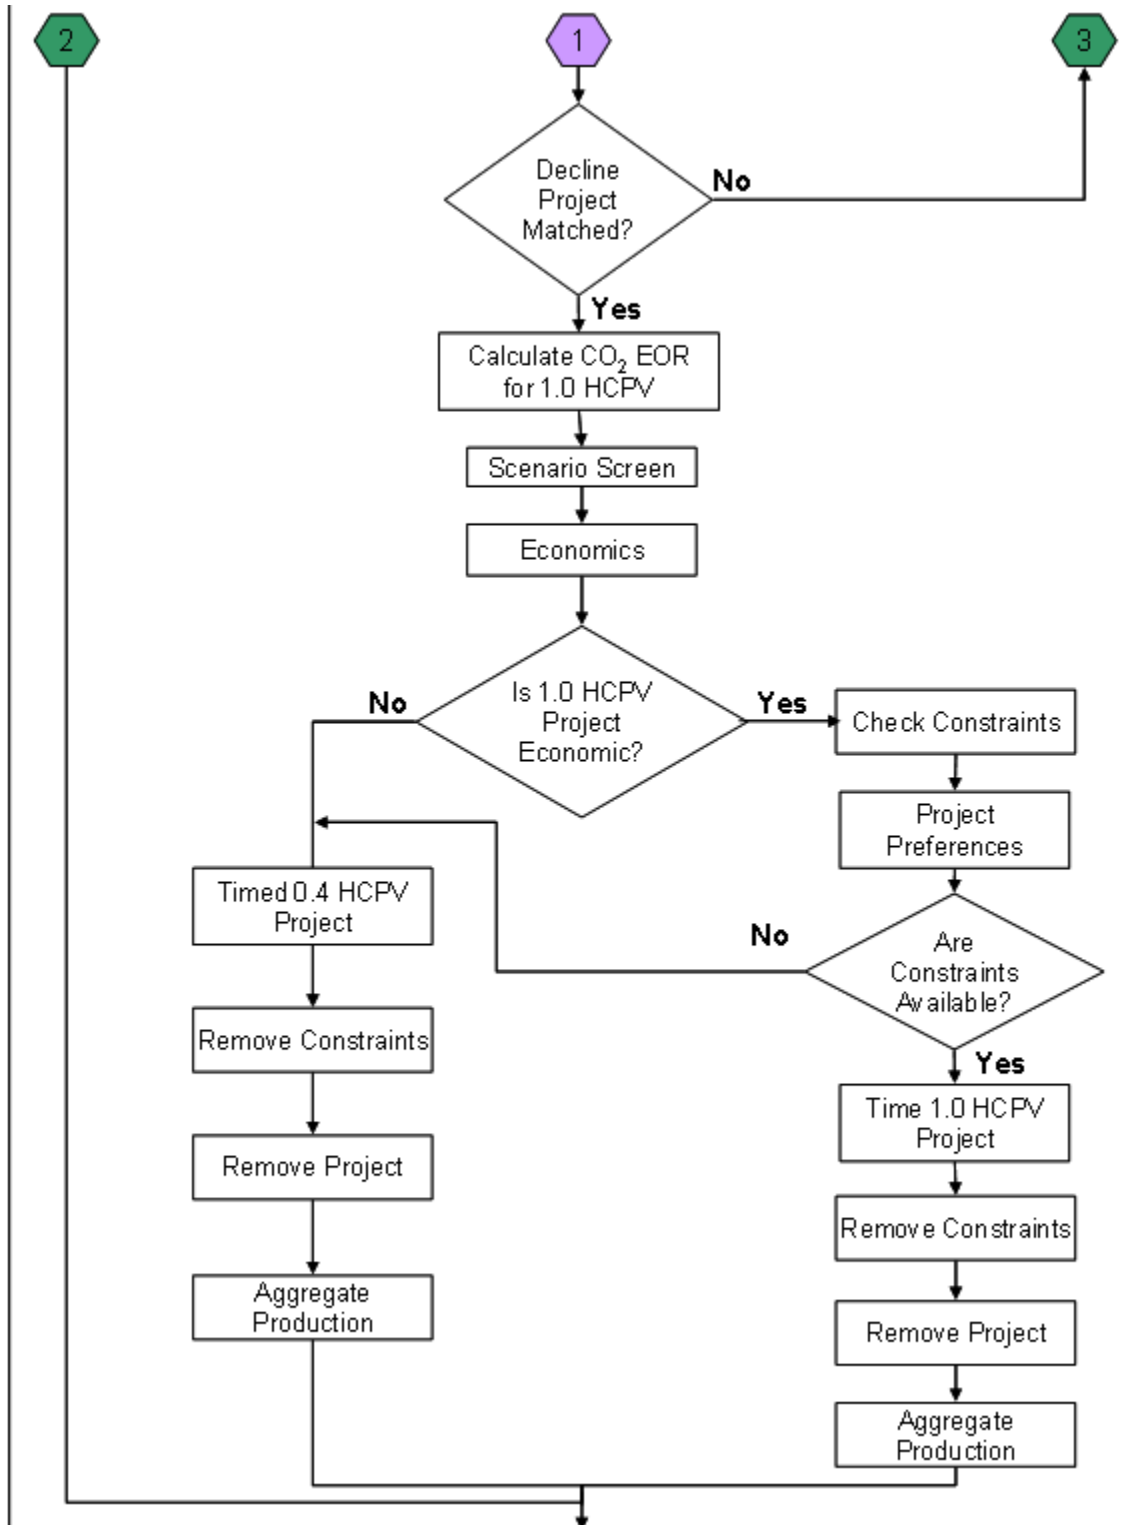 2
1
3
Decline
Project
Matched?
No
Yes
Calculate CO₂ EOR
for 1.0 HCPV
Scenario Screen
Economics
Is 1.0 HCPV
Project
Economic?
No
Yes
Check Constraints
Project
Preferences
Are
Constraints
Available?
No
Yes
Timed 0.4 HCPV
Project
Remove Constraints
Remove Project
Aggregate
Production
Time 1.0 HCPV
Project
Remove Constraints
Remove Project
Aggregate
Production